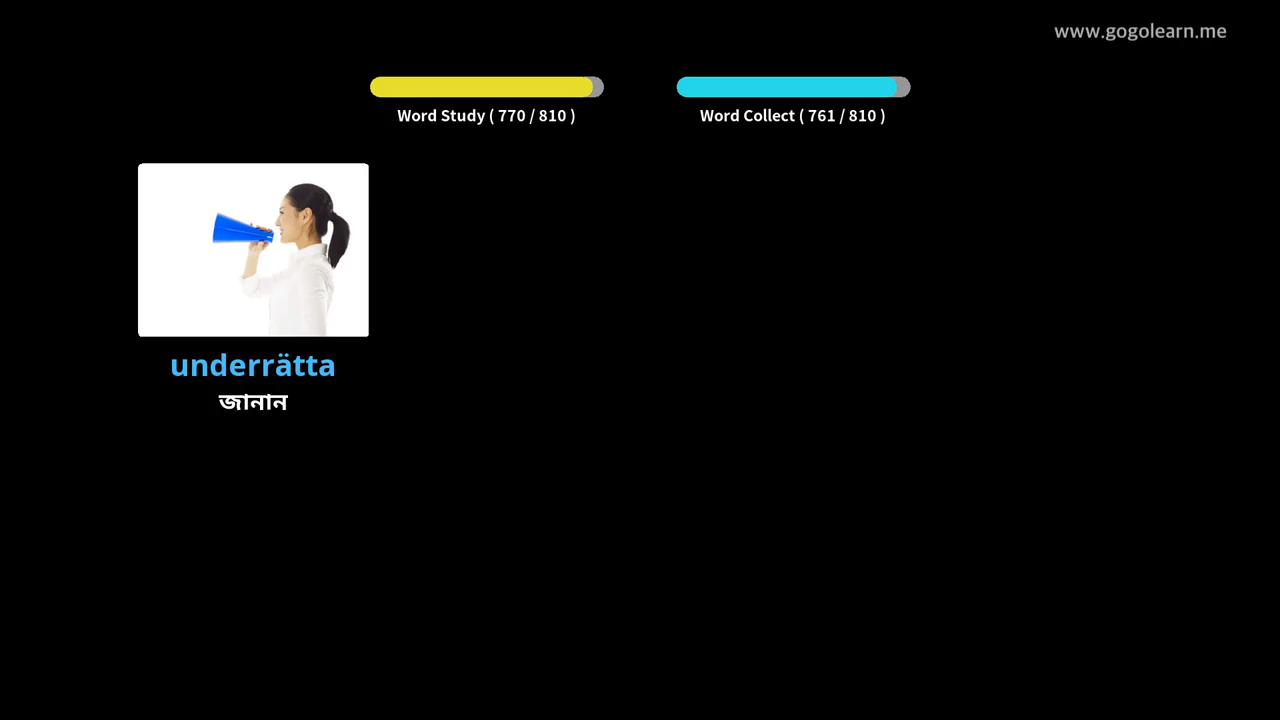 www.gogolearn.me
Word Study ( 770 / 810 )
Word Collect ( 761 / 810 )
underrätta
জানান